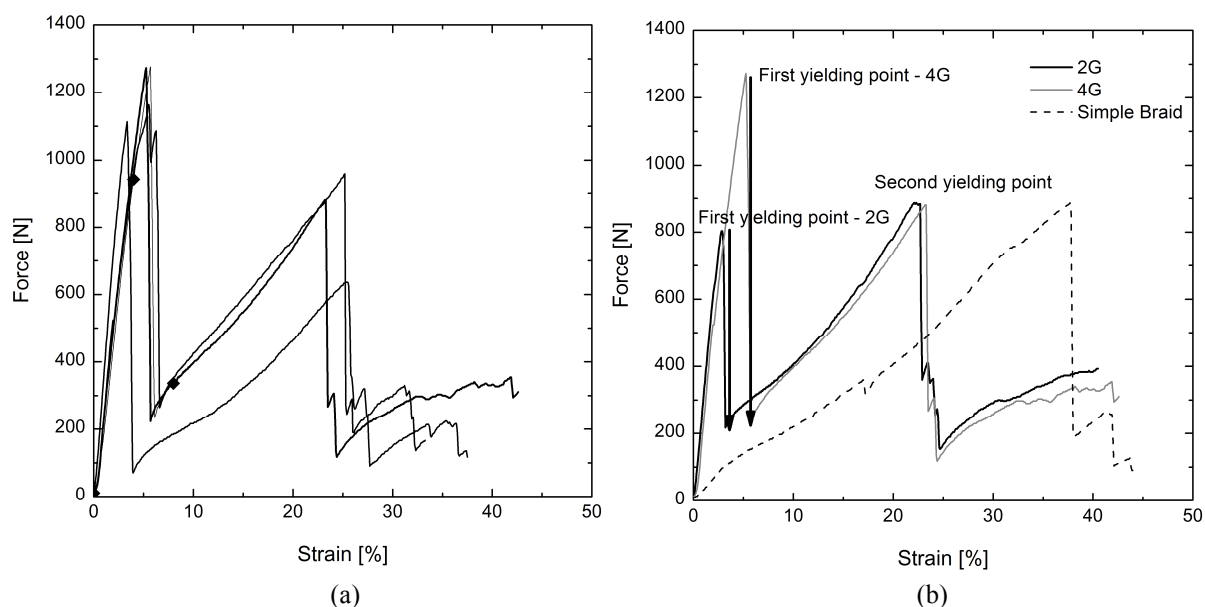 1400
1200
1000
800
600
400
200
0
0
10
20
30
40
50
Force [N]
Strain [%]
(a)
1400
1200
1000
800
600
400
200
0
0
10
20
30
40
50
Force [N]
Strain [%]
2G
4G
Simple Braid
First yielding point - 4G
Second yielding point
First yielding point - 2G
(b)